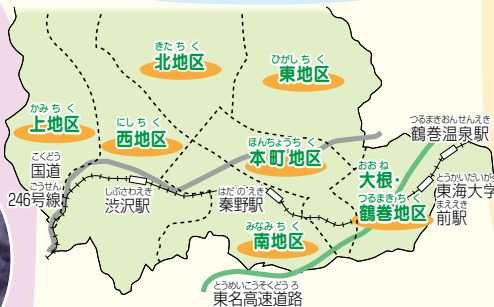 きたちく
北地区
ひがしちく
東地区
かみちく
上地区
にしちく
西地区
つるまきおんせんえき
鶴巻温泉駅
ほんちょうちく
本町地区
こくどう
国道
ごうせん
246号線
しぶさわえき
渋沢駅
はだのえき
秦野駅
おおね
大根・
つるまきちく
鶴巻地区
とうかいだいが
東海大学
まええき
前駅
みなみちく
南地区
とうめいこうそくどうろ
東名高速道路